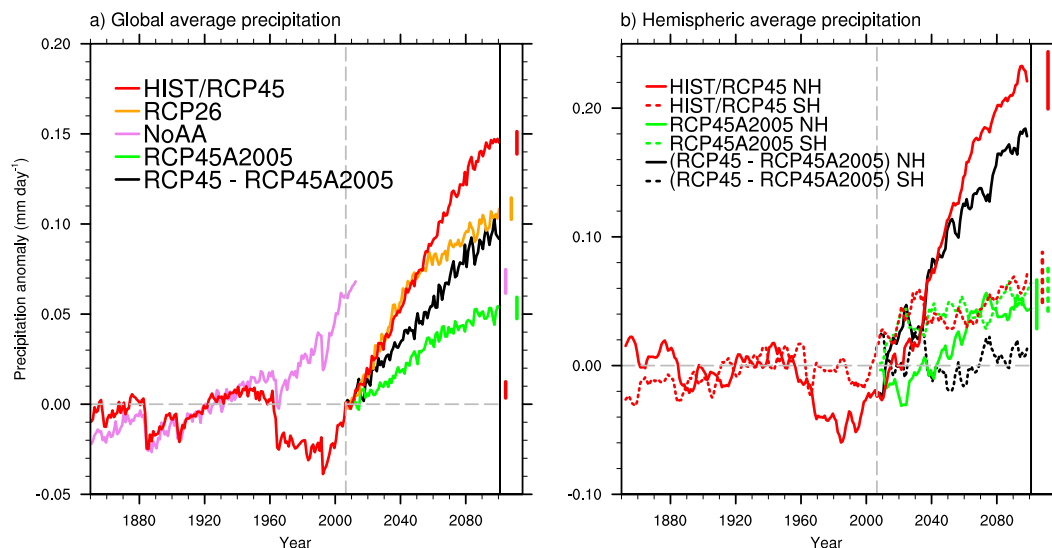 a) Global average precipitation
0.20
0.15
0.10
0.05
0.00
-0.05
Precipitation anomaly (mm day⁻¹)
HIST/RCP45
RCP26
NoAA
RCP45A2005
RCP45 - RCP45A2005
1880 1920 1960 2000 2040 2080
Year
b) Hemispheric average precipitation
0.20
0.10
0.00
-0.10
HIST/RCP45 NH
HIST/RCP45 SH
RCP45A2005 NH
RCP45A2005 SH
(RCP45 - RCP45A2005) NH
(RCP45 - RCP45A2005) SH
1880 1920 1960 2000 2040 2080
Year